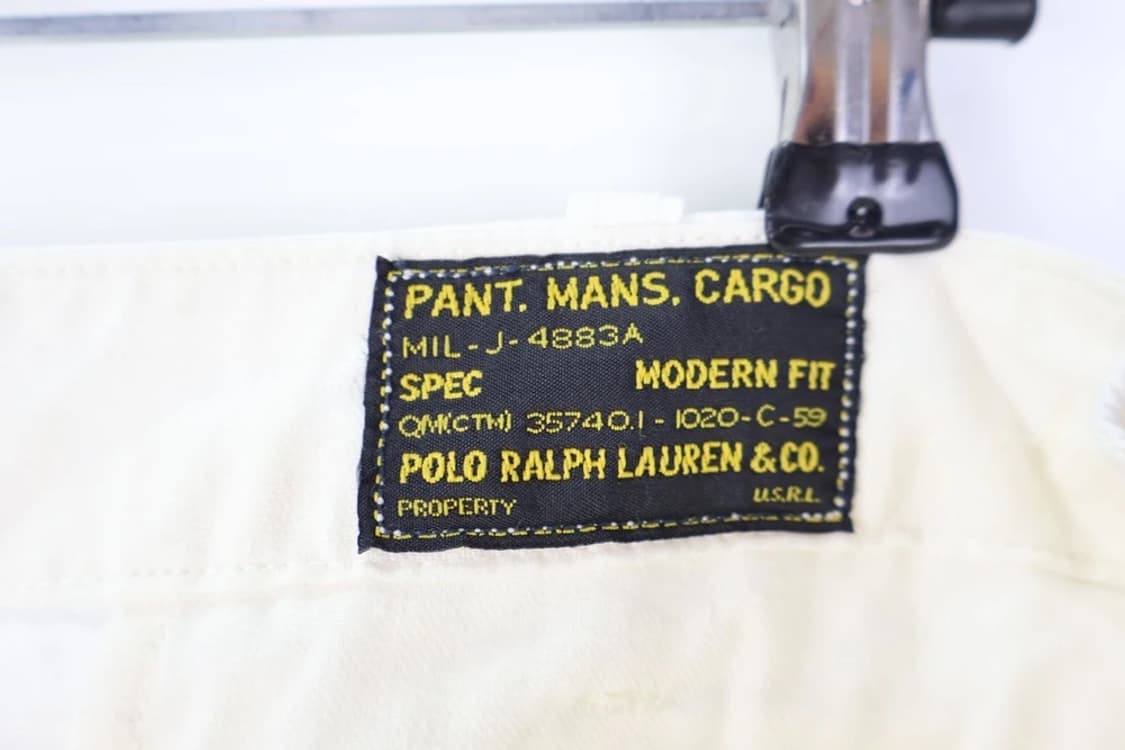 PANT. MANS. CARGO
MIL-J-4883A
SPEC MODERN FIT
QM(CTM) 35740.1-1020-C-59
POLO RALPH LAUREN & CO.
PROPERTY U.S.R.L.